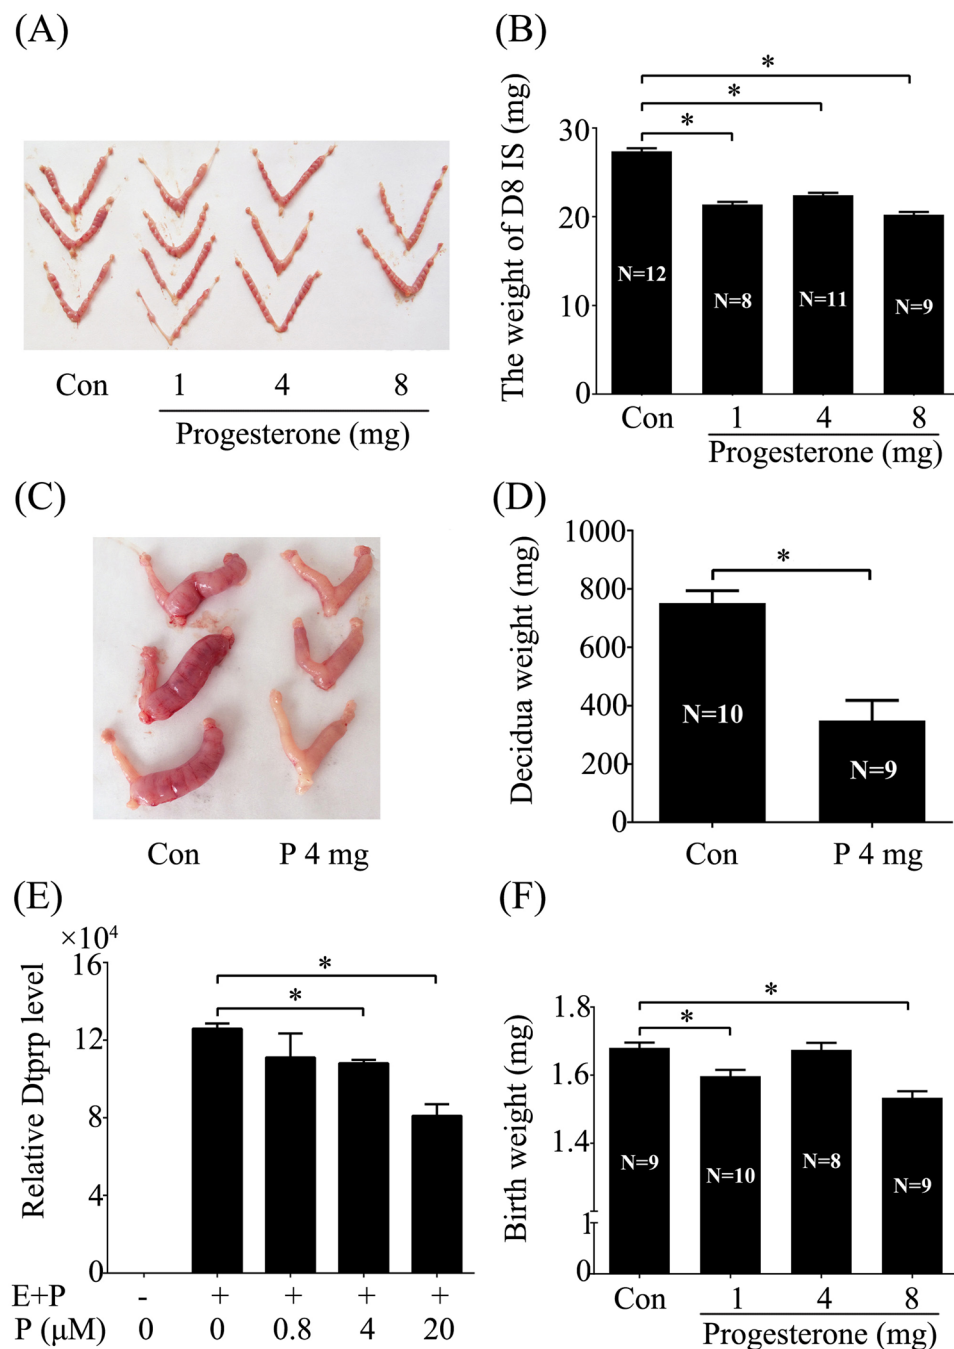 (A)
Con 1 4 8
Progesterone (mg)
(B)
The weight of D8 IS (mg)
30
20
10
0
*
*
*
N=12
N=8
N=11
N=9
Con 1 4 8
Progesterone (mg)
(C)
Con P 4 mg
(D)
Decidua weight (mg)
1000
800
600
400
200
0
*
N=10
N=9
Con P 4 mg
(E)
×10⁴
Relative Dtprp level
16
12
8
4
0
*
*
E+P - + + + +
P (μM) 0 0 0.8 4 20
(F)
Birth weight (mg)
1.8
1.6
1.4
1
0
*
*
N=9
N=10
N=8
N=9
Con 1 4 8
Progesterone (mg)